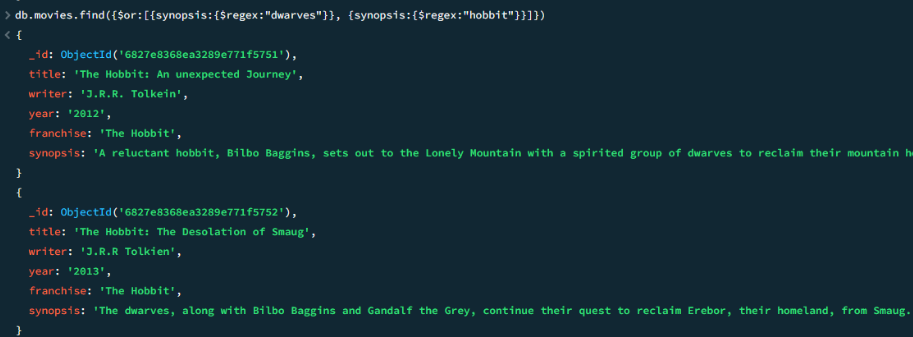 > db.movies.find({$or:[{synopsis:{$regex:"dwarves"}}, {synopsis:{$regex:"hobbit"}}]})
< {
_id: ObjectId('6827e8368ea3289e771f5751'),
title: 'The Hobbit: An unexpected Journey',
writer: 'J.R.R. Tolkein',
year: '2012',
franchise: 'The Hobbit',
synopsis: 'A reluctant hobbit, Bilbo Baggins, sets out to the Lonely Mountain with a spirited group of dwarves to reclaim their mountain
}
{
_id: ObjectId('6827e8368ea3289e771f5752'),
title: 'The Hobbit: The Desolation of Smaug',
writer: 'J.R.R Tolkien',
year: '2013',
franchise: 'The Hobbit',
synopsis: 'The dwarves, along with Bilbo Baggins and Gandalf the Grey, continue their quest to reclaim Erebor, their homeland, from Smaug.
}